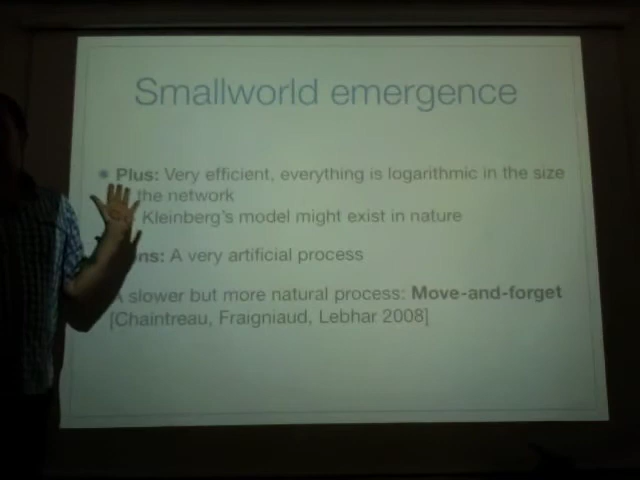 Smallworld emergence
Plus: Very efficient, everything is logarithmic in the size
the network
Kleinberg's model might exist in nature
ons: A very artificial process
A slower but more natural process: Move-and-forget
[Chaintreau, Fraigniaud, Lebhar 2008]